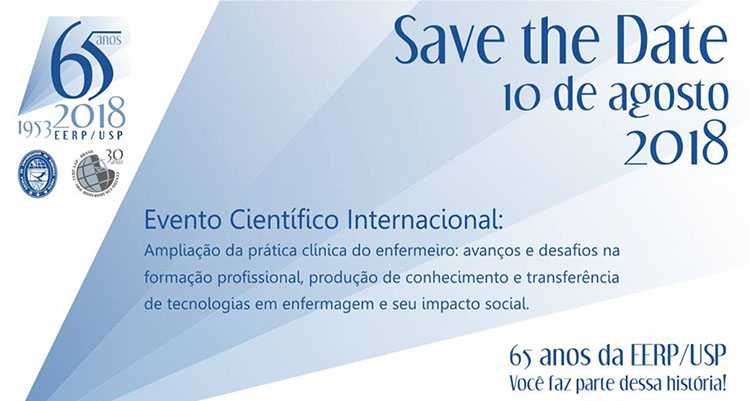 65 anos
1953 2018
EERP/USP
30
Save the Date
10 de agosto
2018
Evento Científico Internacional:
Ampliação da prática clínica do enfermeiro: avanços e desafios na
formação profissional, produção de conhecimento e transferência
de tecnologias em enfermagem e seu impacto social.
65 anos da EERP/USP
Você faz parte dessa história!